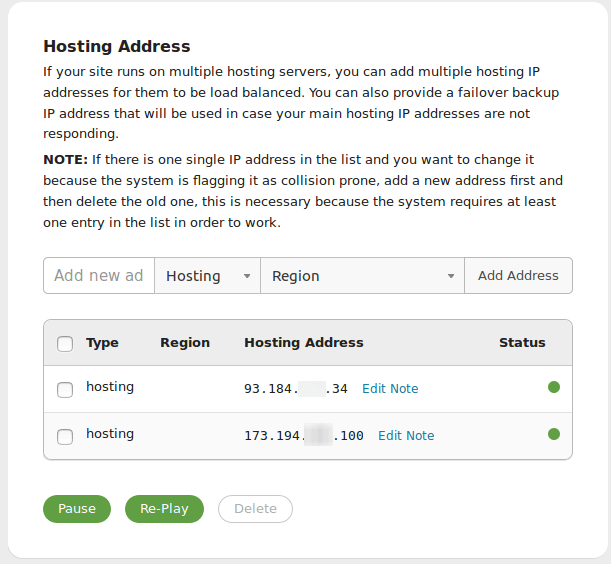 Hosting Address
If your site runs on multiple hosting servers, you can add multiple hosting IP
addresses for them to be load balanced. You can also provide a failover backup
IP address that will be used in case your main hosting IP addresses are not
responding.
NOTE: If there is one single IP address in the list and you want to change it
because the system is flagging it as collision prone, add a new address first and
then delete the old one, this is necessary because the system requires at least
one entry in the list in order to work.
Add new ad Hosting Region Add Address
Type Region Hosting Address Status
hosting 93.184. .34 Edit Note
hosting 173.194. .100 Edit Note
Pause Re-Play Delete